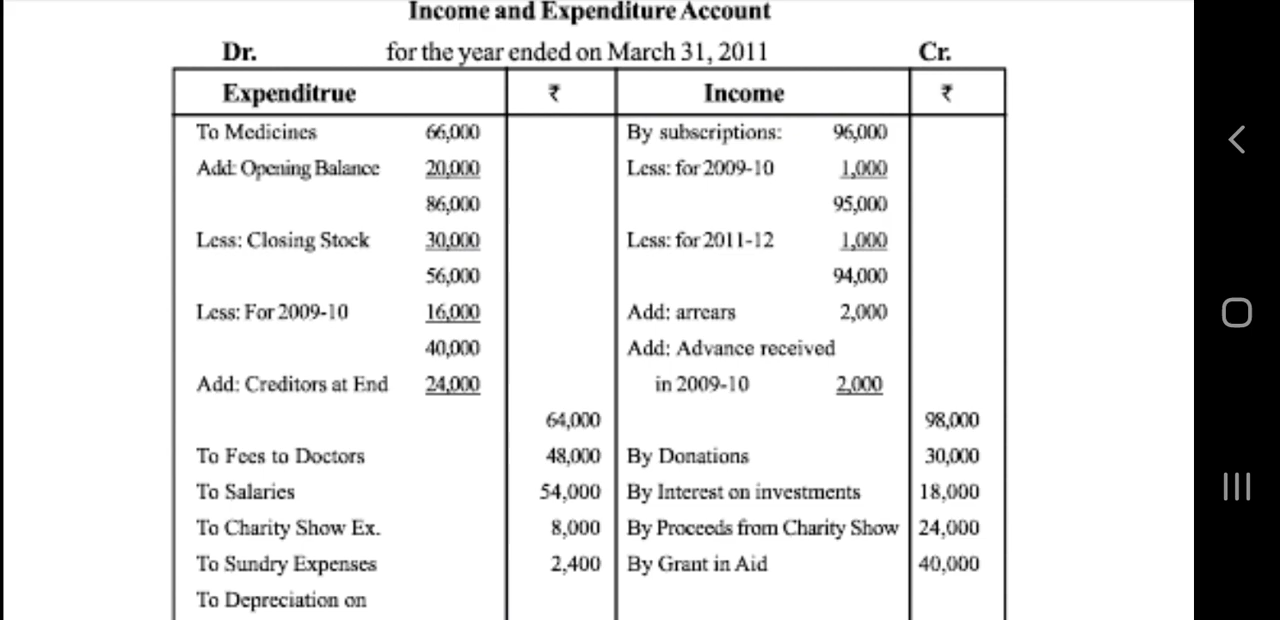 Income and Expenditure Account
Dr. for the year ended on March 31, 2011 Cr.
Expenditrue ₹ Income ₹
To Medicines 66,000 By subscriptions: 96,000
Add: Opening Balance 20,000 Less: for 2009-10 1,000
86,000 95,000
Less: Closing Stock 30,000 Less: for 2011-12 1,000
56,000 94,000
Less: For 2009-10 16,000 Add: arrears 2,000
40,000 Add: Advance received
Add: Creditors at End 24,000 in 2009-10 2,000
64,000 98,000
To Fees to Doctors 48,000 By Donations 30,000
To Salaries 54,000 By Interest on investments 18,000
To Charity Show Ex. 8,000 By Proceeds from Charity Show 24,000
To Sundry Expenses 2,400 By Grant in Aid 40,000
To Depreciation on